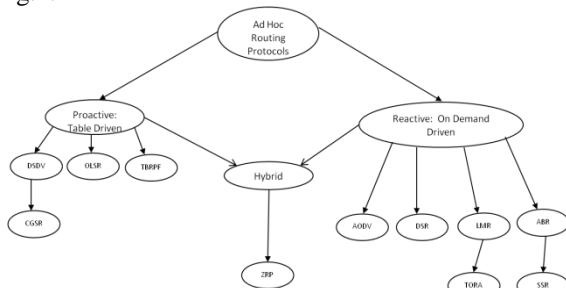 Ad Hoc
Routing
Protocols
Proactive:
Table Driven
Reactive: On Demand
Driven
DSDV
OLSR
TBRPF
Hybrid
CGSR
AODV
DSR
LMR
ABR
ZRP
TORA
SSR